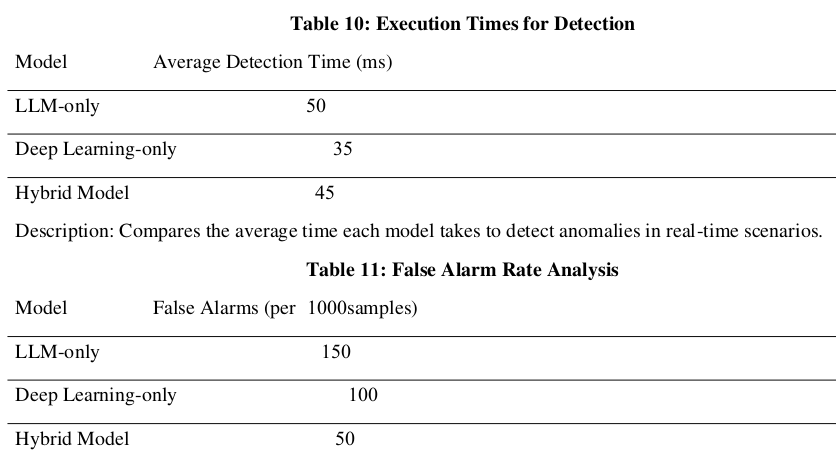 Table 10: Execution Times for Detection
Model Average Detection Time (ms)
LLM-only 50
Deep Learning-only 35
Hybrid Model 45
Description: Compares the average time each model takes to detect anomalies in real-time scenarios.
Table 11: False Alarm Rate Analysis
Model False Alarms (per 1000samples)
LLM-only 150
Deep Learning-only 100
Hybrid Model 50